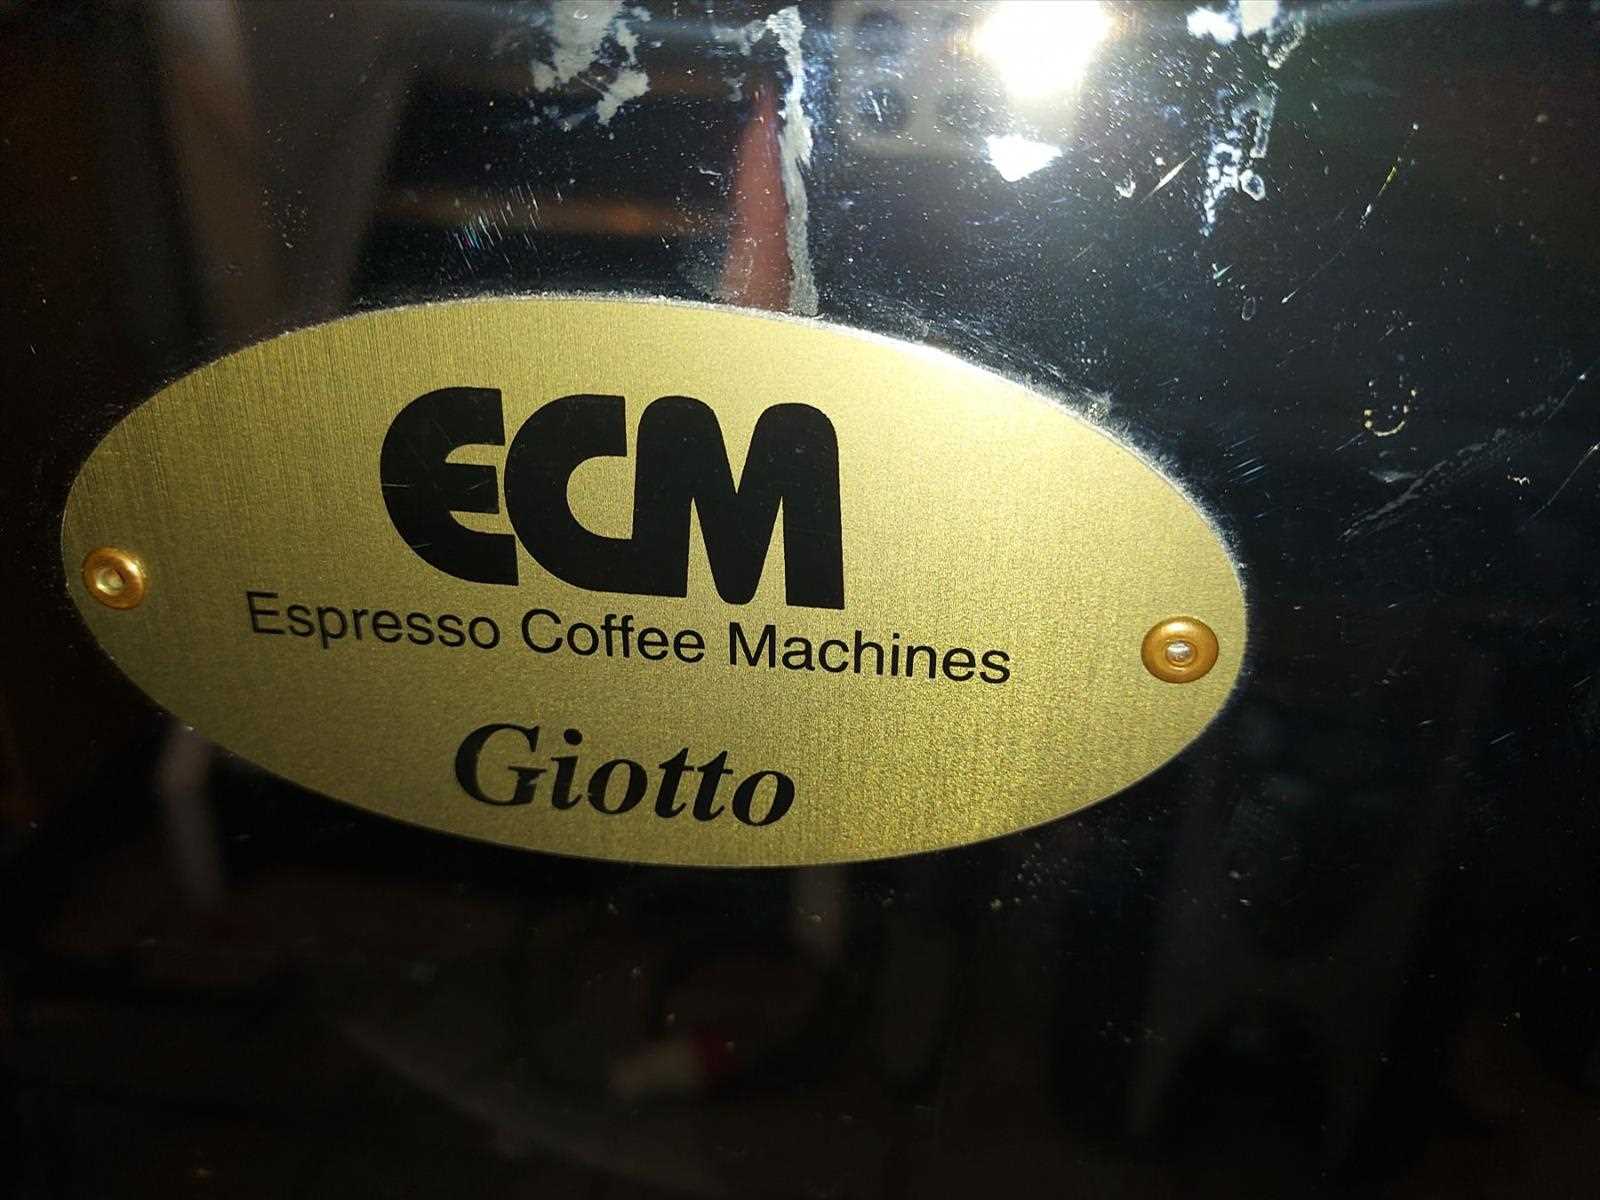 ECM
Espresso Coffee Machines
Giotto